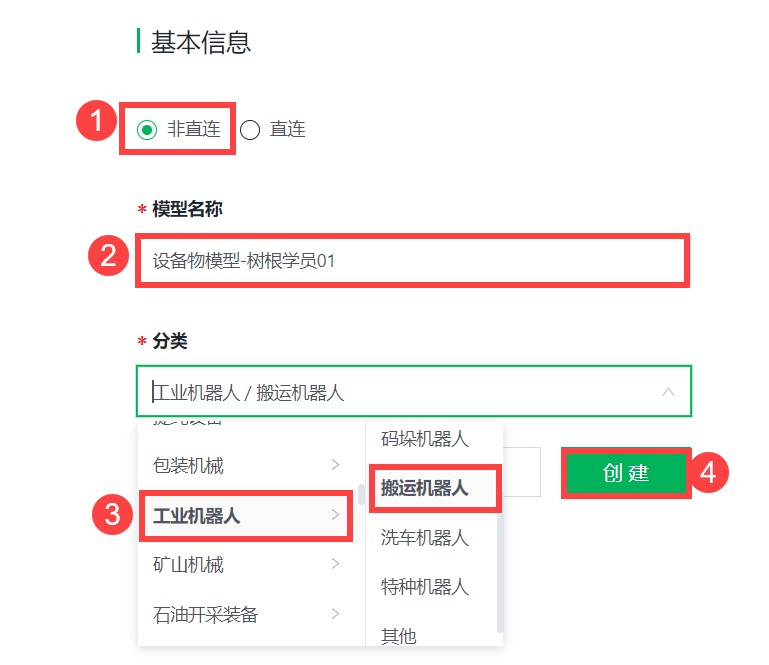 基本信息
1
非直连 直连
* 模型名称
2
设备物模型-树根学员01
* 分类
工业机器人 / 搬运机器人
码垛机器人
包装机械
搬运机器人
创建
4
3
工业机器人
洗车机器人
矿山机械
特种机器人
石油开采装备
其他